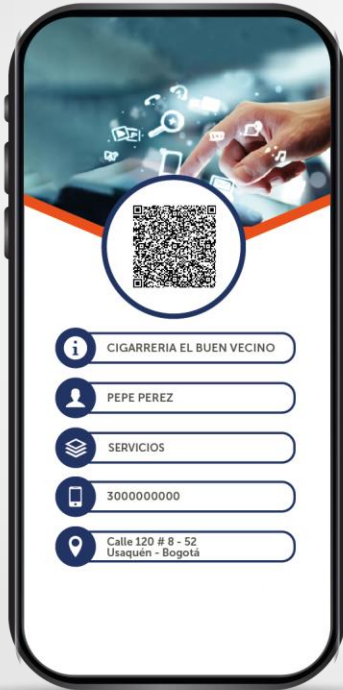 CIGARRERIA EL BUEN VECINO
PEPE PEREZ
SERVICIOS
3000000000
Calle 120 # 8 - 52
Usaquén - Bogotá